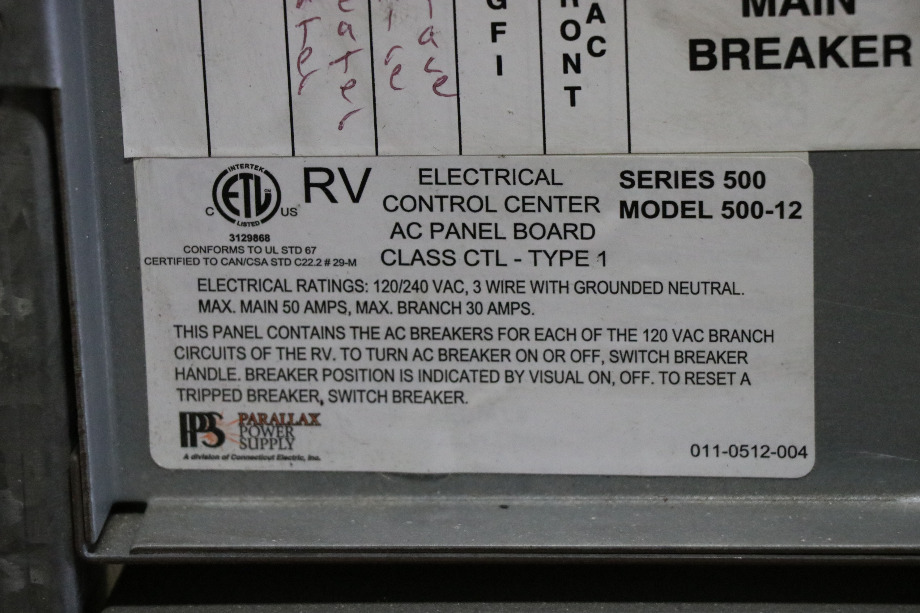 GFI
FRONT AC
MAIN
BREAKER
INTERTEK
ETL
CM
LISTED
C US
3129868
CONFORMS TO UL STD 67
CERTIFIED TO CAN/CSA STD C22.2 # 29-M
RV
ELECTRICAL
CONTROL CENTER
AC PANEL BOARD
CLASS CTL - TYPE 1
SERIES 500
MODEL 500-12
ELECTRICAL RATINGS: 120/240 VAC, 3 WIRE WITH GROUNDED NEUTRAL.
MAX. MAIN 50 AMPS, MAX. BRANCH 30 AMPS.
THIS PANEL CONTAINS THE AC BREAKERS FOR EACH OF THE 120 VAC BRANCH
CIRCUITS OF THE RV. TO TURN AC BREAKER ON OR OFF, SWITCH BREAKER
HANDLE. BREAKER POSITION IS INDICATED BY VISUAL ON, OFF. TO RESET A
TRIPPED BREAKER, SWITCH BREAKER.
PPS
PARALLAX
POWER
SUPPLY
A division of Connecticut Electric, Inc.
011-0512-004